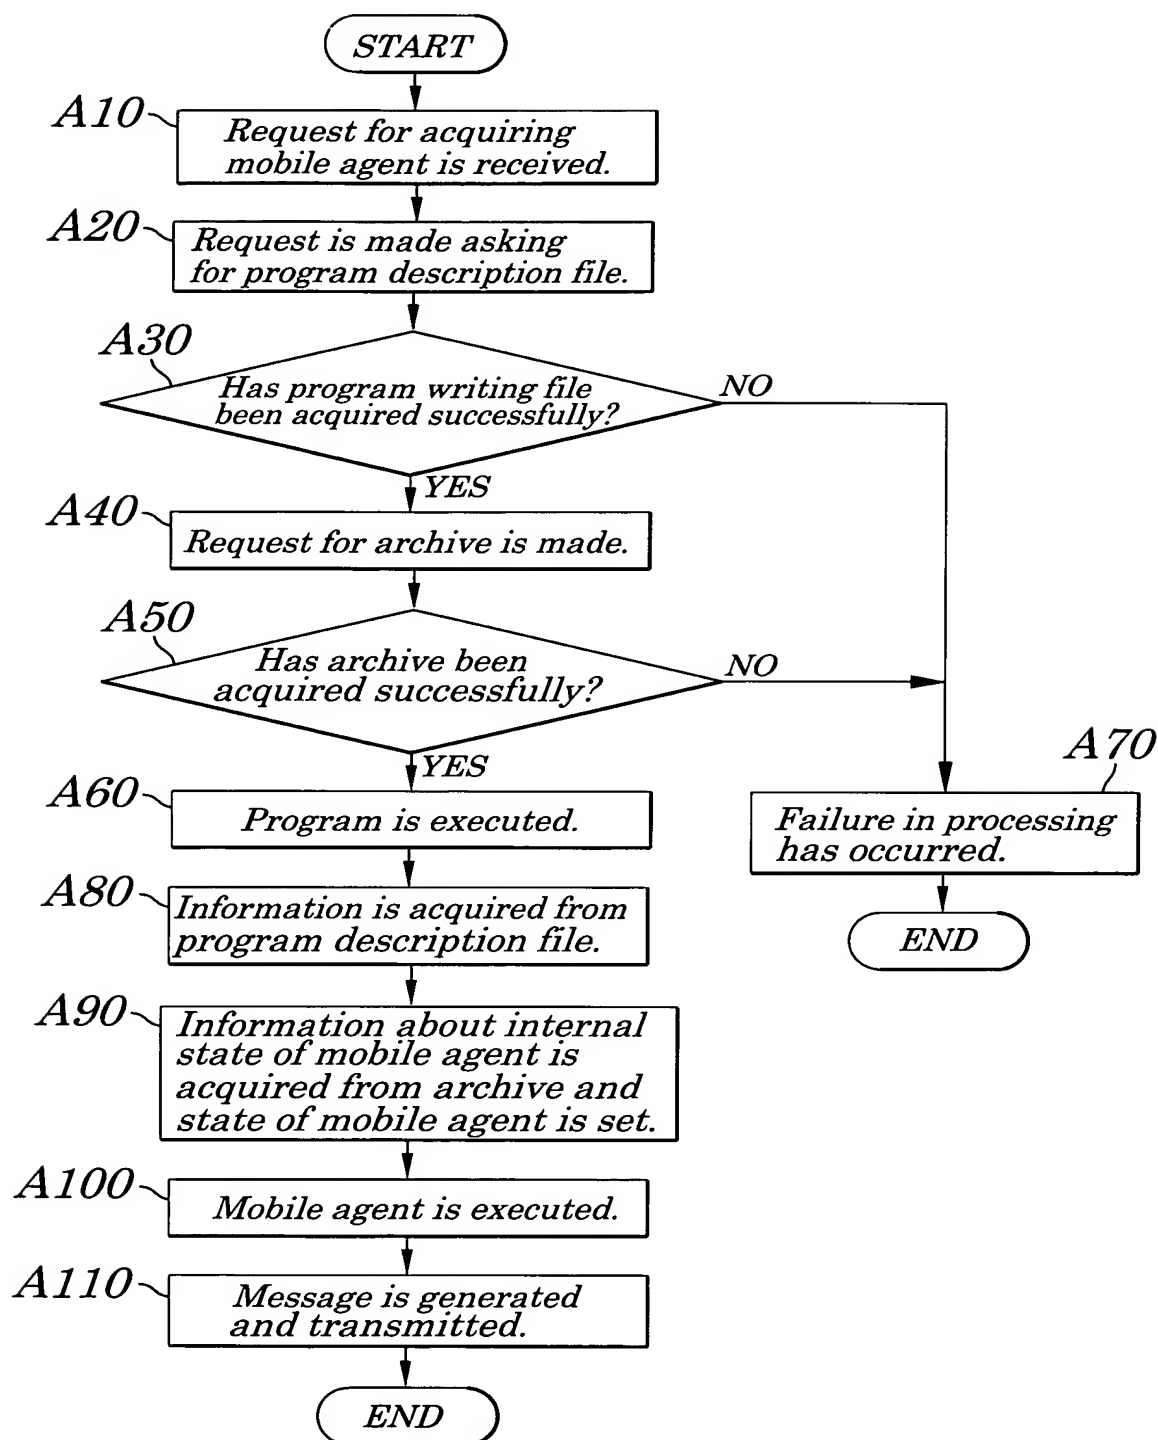 START
A10
Request for acquiring
mobile agent is received.
A20
Request is made asking
for program description file.
A30
Has program writing file
been acquired successfully?
NO
YES
A40
Request for archive is made.
A50
Has archive been
acquired successfully?
NO
YES
A60
Program is executed.
A70
Failure in processing
has occurred.
END
A80
Information is acquired from
program description file.
A90
Information about internal
state of mobile agent is
acquired from archive and
state of mobile agent is set.
A100
Mobile agent is executed.
A110
Message is generated
and transmitted.
END